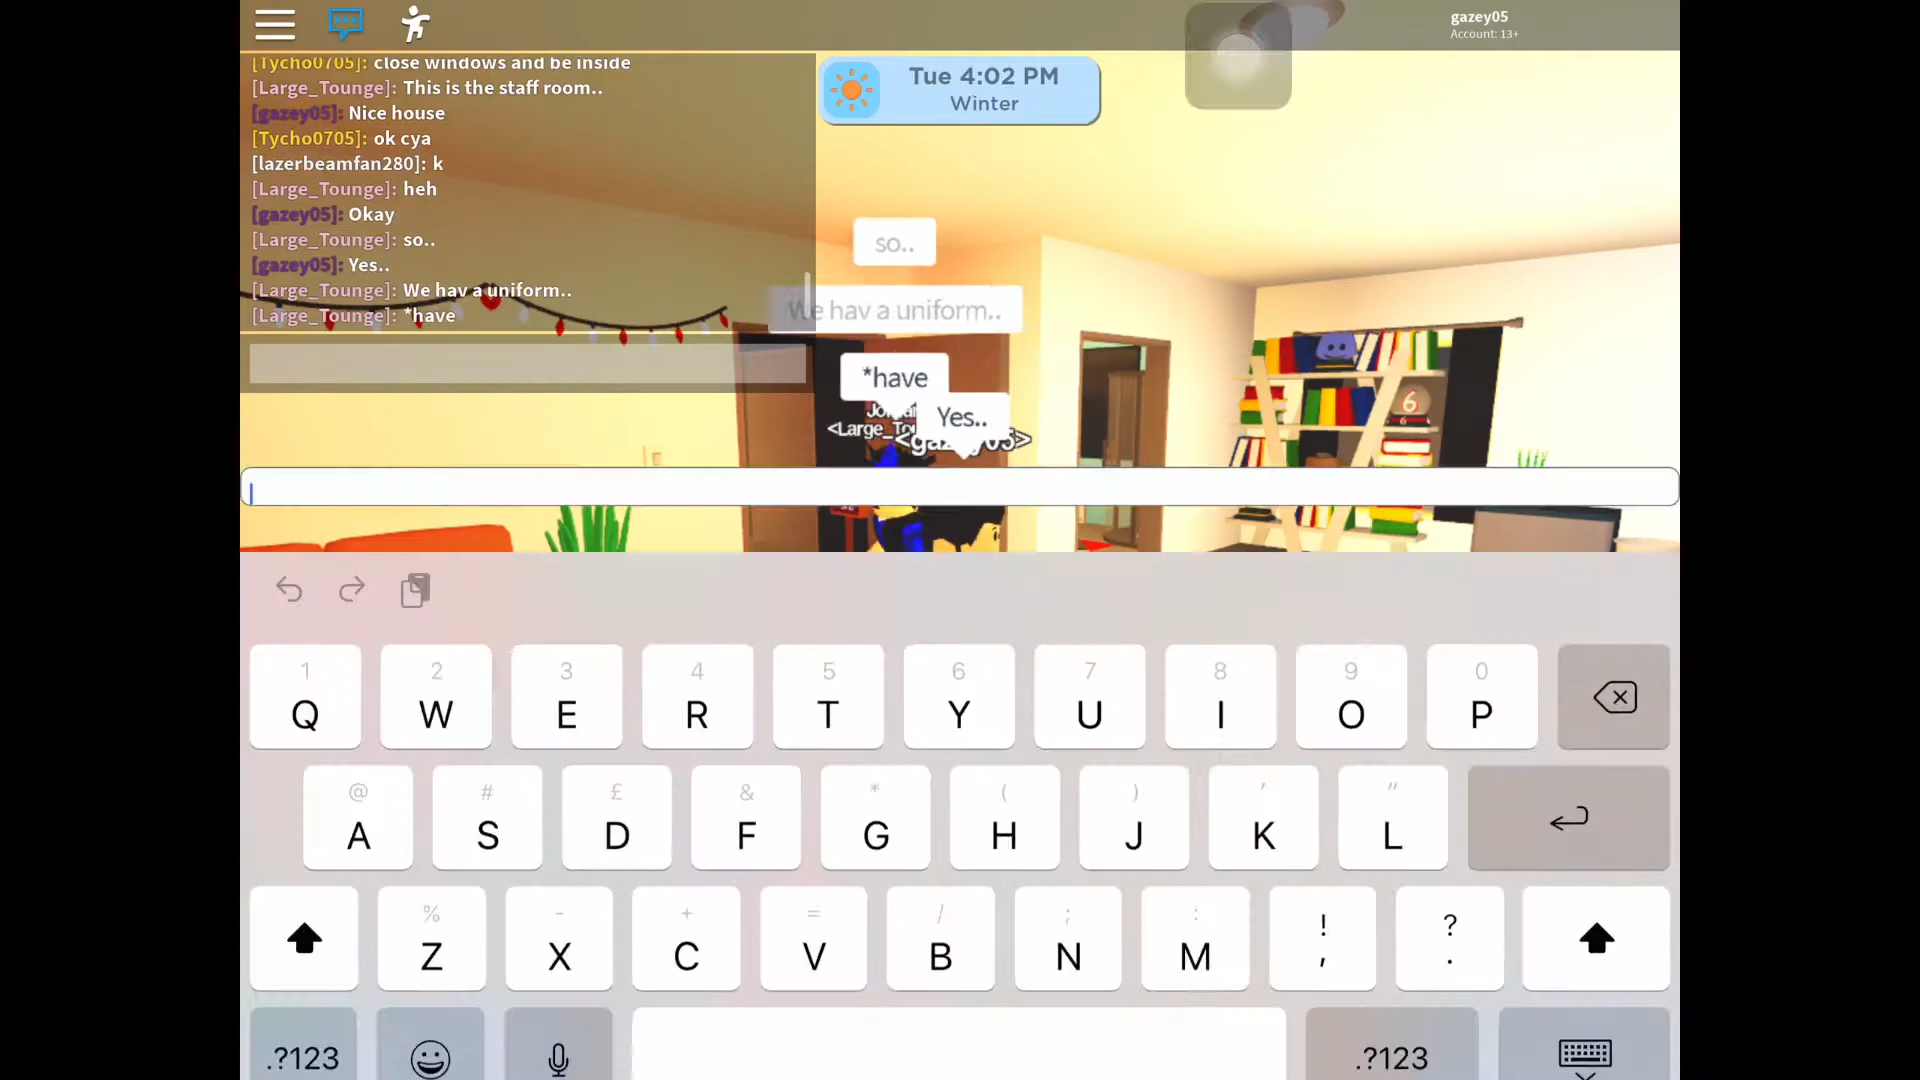 gazey05
Account: 13+
[Tycho0705]: close windows and be inside
[Large_Tounge]: This is the staff room..
[gazey05]: Nice house
[Tycho0705]: ok cya
[lazerbeamfan280]: k
[Large_Tounge]: heh
[gazey05]: Okay
[Large_Tounge]: so..
[gazey05]: Yes..
[Large_Tounge]: We hav a uniform..
[Large_Tounge]: *have
Tue 4:02 PM
Winter
so..
We hav a uniform..
*have
Yes..
<gazey05>
6
1 2 3 4 5 6 7 8 9 0
Q W E R T Y U I O P
@ # £ & * ( ) ' "
A S D F G H J K L
% - + = / ; : ! ?
Z X C V B N M , .
.?123 .?123